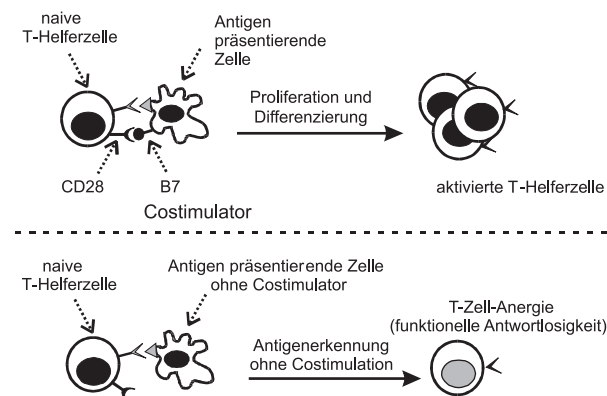 naive
T-Helferzelle
Antigen
präsentierende
Zelle
Proliferation und
Differenzierung
CD28
B7
Costimulator
aktivierte T-Helferzelle
naive
T-Helferzelle
Antigen präsentierende Zelle
ohne Costimulator
T-Zell-Anergie
(funktionelle Antwortlosigkeit)
Antigenerkennung
ohne Costimulation